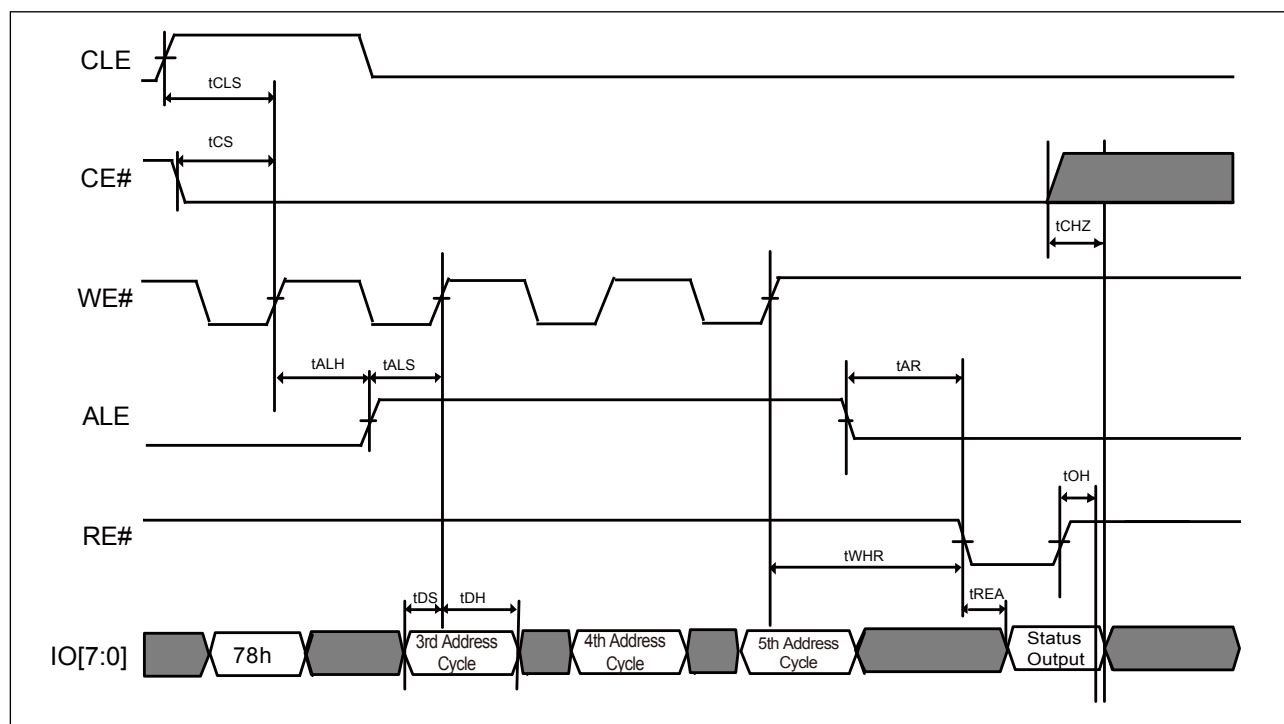 CLE
tCLS
tCS
CE#
tCHZ
WE#
tALH
tALS
tAR
ALE
tOH
RE#
tWHR
tDS
tDH
tREA
IO[7:0]
78h
3rd Address
Cycle
4th Address
Cycle
5th Address
Cycle
Status
Output